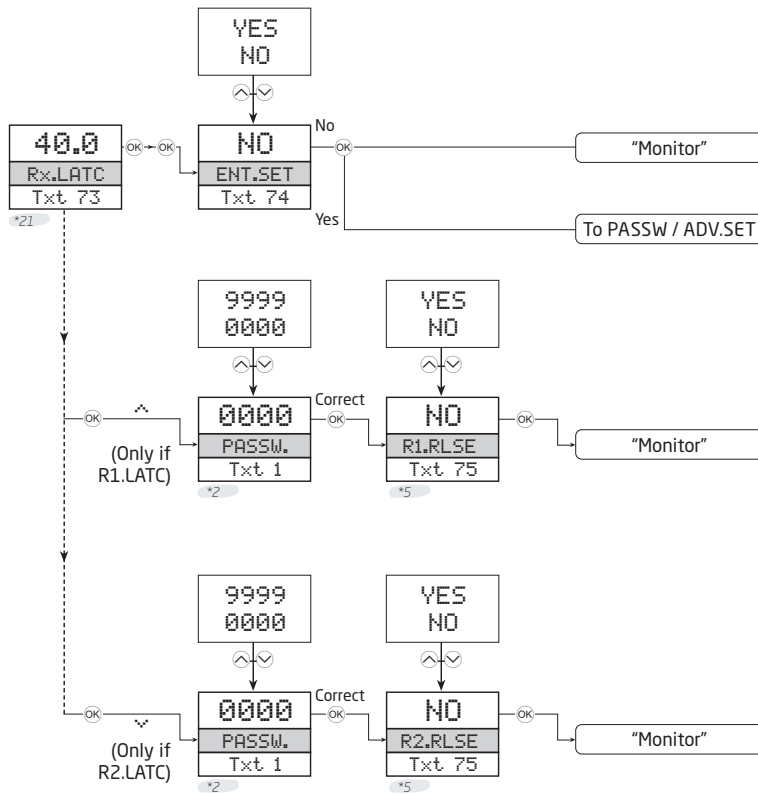 YES
NO
40.0
Rx.LATC
Txt 73
*21
OK
OK
NO
ENT.SET
Txt 74
No
OK
Yes
"Monitor"
To PASSW / ADV.SET
9999
0000
YES
NO
OK
(Only if
R1.LATC)
0000
PASSW.
Txt 1
*2
Correct
OK
NO
R1.RLSE
Txt 75
*5
OK
"Monitor"
9999
0000
YES
NO
OK
(Only if
R2.LATC)
0000
PASSW.
Txt 1
*2
Correct
OK
NO
R2.RLSE
Txt 75
*5
OK
"Monitor"